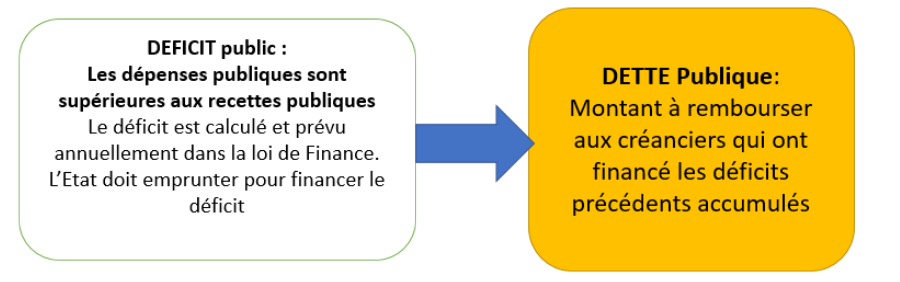 DEFICIT public :
Les dépenses publiques sont
supérieures aux recettes publiques
Le déficit est calculé et prévu
annuellement dans la loi de Finance.
L’Etat doit emprunter pour financer le
déficit
DETTE Publique:
Montant à rembourser
aux créanciers qui ont
financé les déficits
précédents accumulés